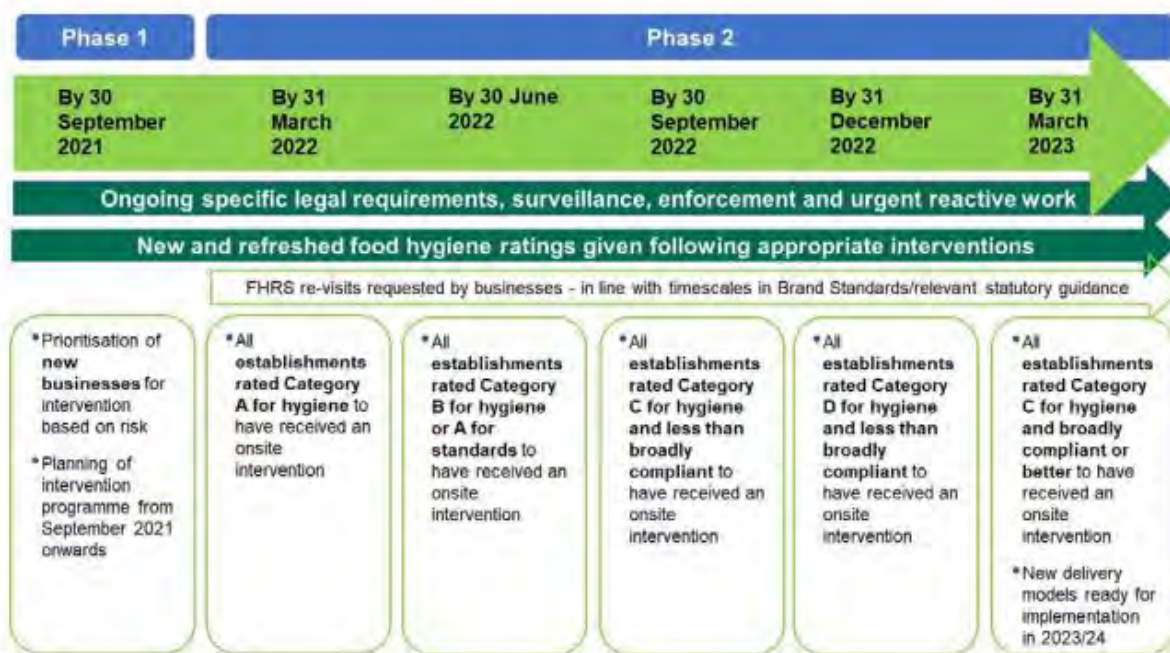 Phase 1
Phase 2
By 30
September
2021
By 31
March
2022
By 30 June
2022
By 30
September
2022
By 31
December
2022
By 31
March
2023
Ongoing specific legal requirements, surveillance, enforcement and urgent reactive work
New and refreshed food hygiene ratings given following appropriate interventions
FHRS re-visits requested by businesses - in line with timescales in Brand Standards/relevant statutory guidance
*Prioritisation of
new
businesses for
intervention
based on risk
*Planning of
intervention
programme from
September 2021
onwards
*All
establishments
rated Category
A for hygiene to
have received an
onsite
intervention
*All
establishments
rated Category
B for hygiene
or A for
standards to
have received an
onsite
intervention
*All
establishments
rated Category
C for hygiene
and less than
broadly
compliant to
have received an
onsite
intervention
*All
establishments
rated Category
D for hygiene
and less than
broadly
compliant to
have received an
onsite
intervention
*All
establishments
rated Category
C for hygiene
and broadly
compliant or
better to have
received an
onsite
intervention
*New delivery
models ready for
implementation
in 2023/24